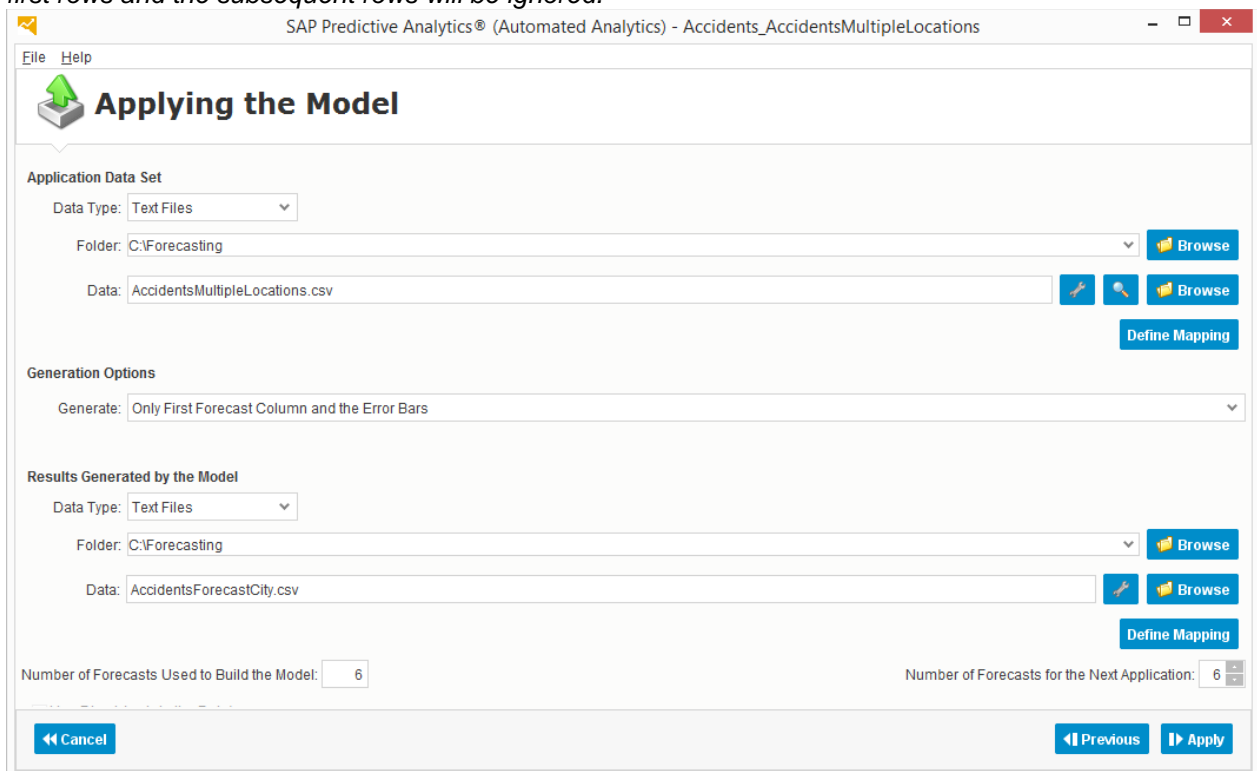 first rows and the subsequent rows will be ignored.
SAP Predictive Analytics® (Automated Analytics) - Accidents_AccidentsMultipleLocations
File Help
Applying the Model
Application Data Set
Data Type: Text Files
Folder: C:\Forecasting Browse
Data: AccidentsMultipleLocations.csv Browse
Define Mapping
Generation Options
Generate: Only First Forecast Column and the Error Bars
Results Generated by the Model
Data Type: Text Files
Folder: C:\Forecasting Browse
Data: AccidentsForecastCity.csv Browse
Define Mapping
Number of Forecasts Used to Build the Model: 6 Number of Forecasts for the Next Application: 6
Cancel Previous Apply